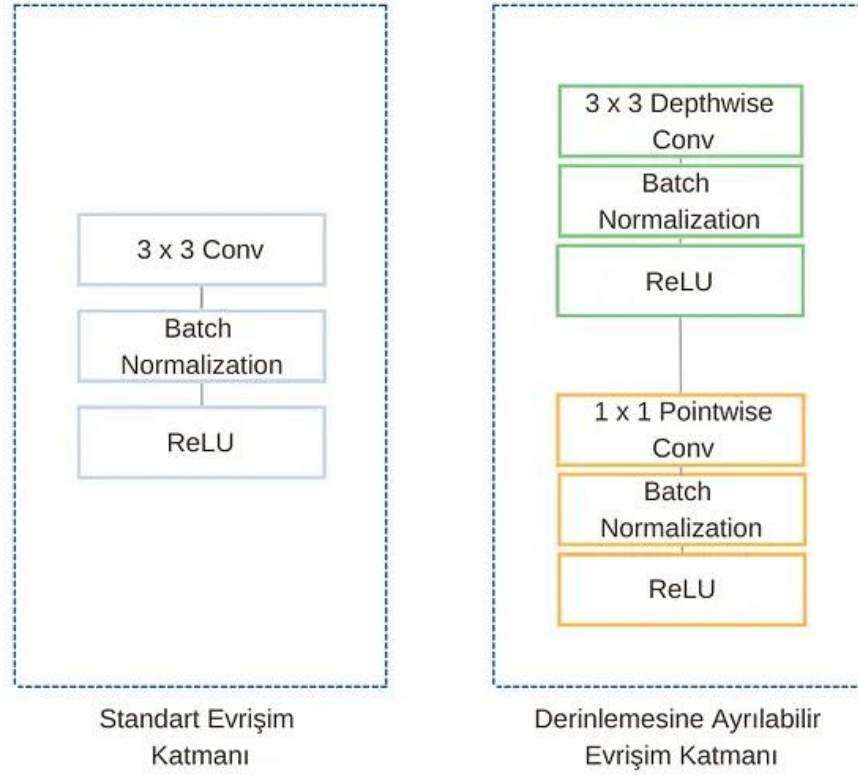 3 x 3 Conv
Batch
Normalization
ReLU
Standart Evrişim
Katmanı
3 x 3 Depthwise
Conv
Batch
Normalization
ReLU
1 x 1 Pointwise
Conv
Batch
Normalization
ReLU
Derinlemesine Ayrılabilir
Evrişim Katmanı